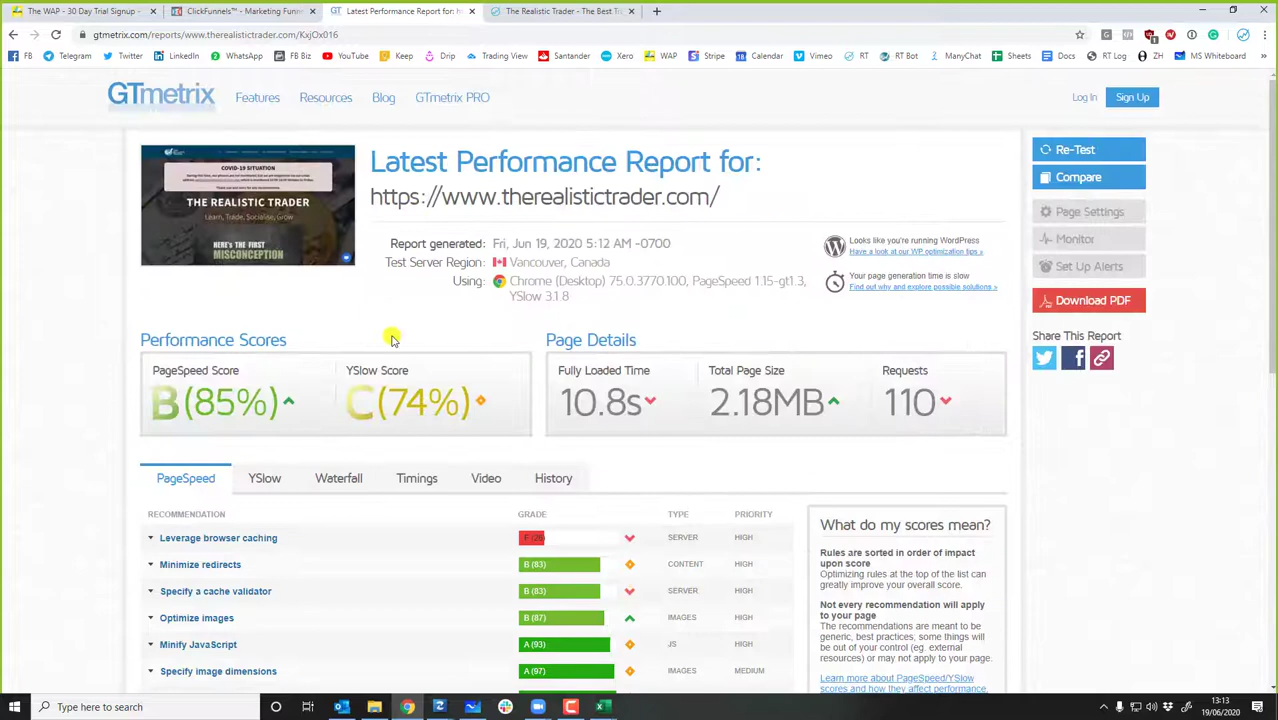 The WAP - 30 Day Trial Signup -
ClickFunnels™ - Marketing Funne
Latest Performance Report for: ht
The Realistic Trader - The Best Tra
gtmetrix.com/reports/www.therealistictrader.com/KxjOx016
FB
Telegram
Twitter
LinkedIn
WhatsApp
FB Biz
YouTube
Keep
Drip
Trading View
Santander
Xero
WAP
Stripe
Calendar
Vimeo
RT
RT Bot
ManyChat
Sheets
Docs
RT Log
ZH
MS Whiteboard
GTmetrix
Features
Resources
Blog
GTmetrix PRO
Log In
Sign Up
COVID-19 SITUATION
THE REALISTIC TRADER
Learn, Trade, Socialise, Grow
HERE'S THE FIRST
MISCONCEPTION
Latest Performance Report for:
https://www.therealistictrader.com/
Report generated: Fri, Jun 19, 2020 5:12 AM -0700
Test Server Region: Vancouver, Canada
Using: Chrome (Desktop) 75.0.3770.100, PageSpeed 1.15-gt1.3,
YSlow 3.1.8
Looks like you're running WordPress
Have a look at our WP optimization tips »
Your page generation time is slow
Find out why and explore possible solutions »
Re-Test
Compare
Page Settings
Monitor
Set Up Alerts
Download PDF
Share This Report
Performance Scores
PageSpeed Score
B(85%)
YSlow Score
C(74%)
Page Details
Fully Loaded Time
10.8s
Total Page Size
2.18MB
Requests
110
PageSpeed
YSlow
Waterfall
Timings
Video
History
RECOMMENDATION GRADE TYPE PRIORITY
Leverage browser caching F (26) SERVER HIGH
Minimize redirects B (83) CONTENT HIGH
Specify a cache validator B (83) SERVER HIGH
Optimize images B (87) IMAGES HIGH
Minify JavaScript A (93) JS HIGH
Specify image dimensions A (97) IMAGES MEDIUM
What do my scores mean?
Rules are sorted in order of impact
upon score
Optimizing rules at the top of the list can
greatly improve your overall score.
Not every recommendation will apply
to your page
The recommendations are meant to be
generic, best practices; some things will
be out of your control (eg. external
resources) or may not apply to your page.
Learn more about PageSpeed/YSlow
scores and how they affect performance.
Type here to search
13:13
19/06/2020